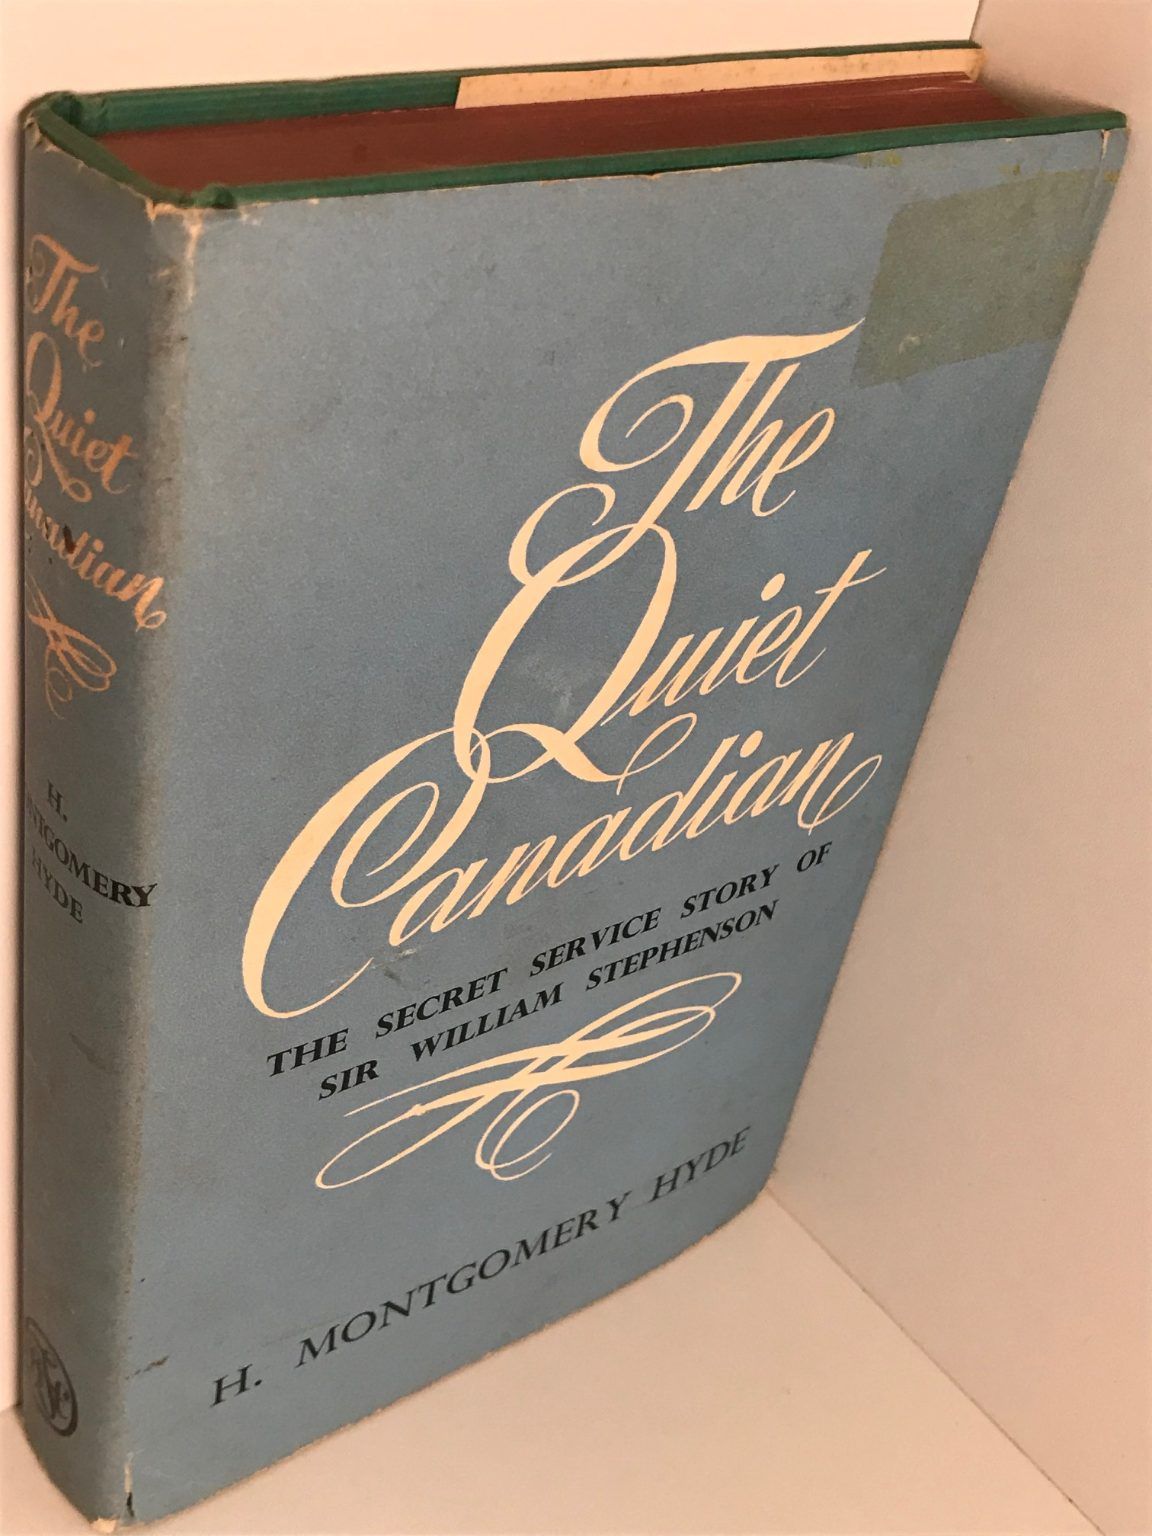 The
Quiet
Canadian
H.
MONTGOMERY
HYDE
The
Quiet
Canadian
THE SECRET SERVICE STORY OF
SIR WILLIAM STEPHENSON
H. MONTGOMERY HYDE